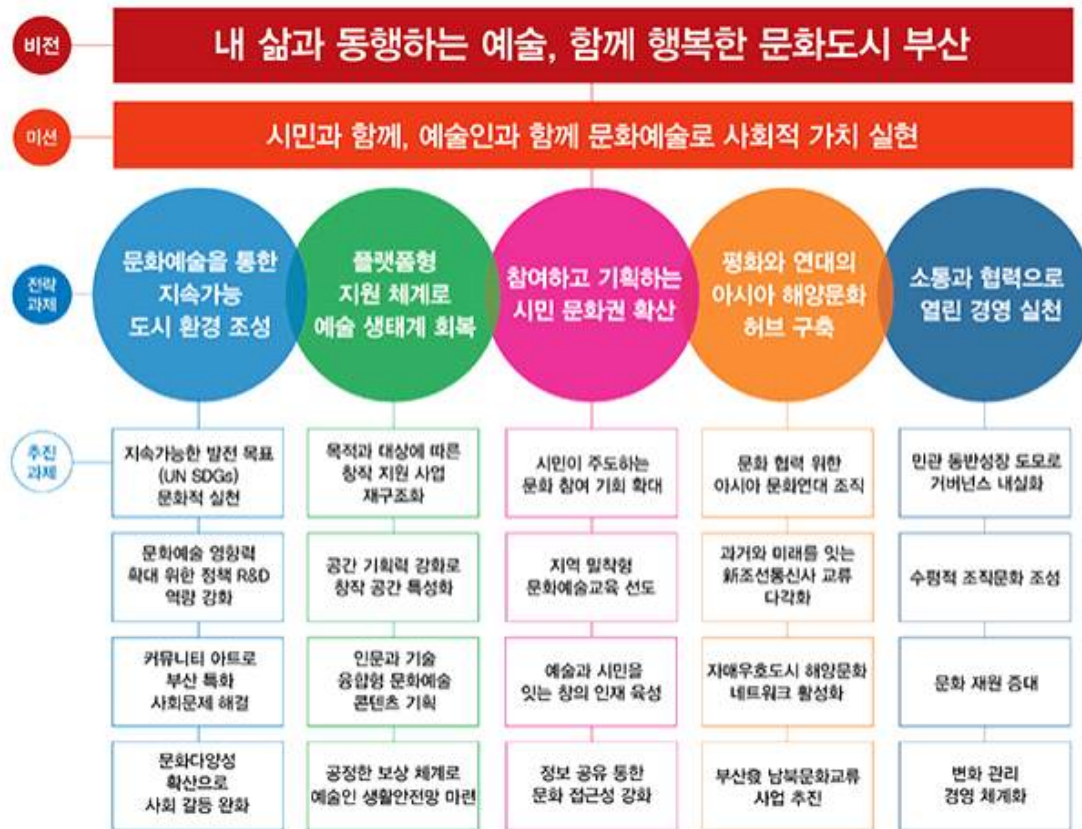 비전
내 삶과 동행하는 예술, 함께 행복한 문화도시 부산
미션
시민과 함께, 예술인과 함께 문화예술로 사회적 가치 실현
전략
과제
문화예술을 통한
지속가능
도시 환경 조성
플랫폼형
지원 체계로
예술 생태계 회복
참여하고 기획하는
시민 문화권 확산
평화와 연대의
아시아 해양문화
허브 구축
소통과 협력으로
열린 경영 실천
추진
과제
지속가능한 발전 목표
(UN SDGs)
문화적 실천
목적과 대상에 따른
창작 지원 사업
재구조화
시민이 주도하는
문화 참여 기회 확대
문화 협력 위한
아시아 문화연대 조직
민관 동반성장 도모로
거버넌스 내실화
문화예술 영향력
확대 위한 정책 R&D
역량 강화
공간 기획력 강화로
창작 공간 특성화
지역 밀착형
문화예술교육 선도
과거와 미래를 잇는
新조선통신사 교류
다각화
수평적 조직문화 조성
커뮤니티 아트로
부산 특화
사회문제 해결
인문과 기술
융합형 문화예술
콘텐츠 기획
예술과 시민을
잇는 창의 인재 육성
자매우호도시 해양문화
네트워크 활성화
문화 재원 증대
문화다양성
확산으로
사회 갈등 완화
공정한 보상 체계로
예술인 생활안전망 마련
정보 공유 통한
문화 접근성 강화
부산發 남북문화교류
사업 추진
변화 관리
경영 체계화